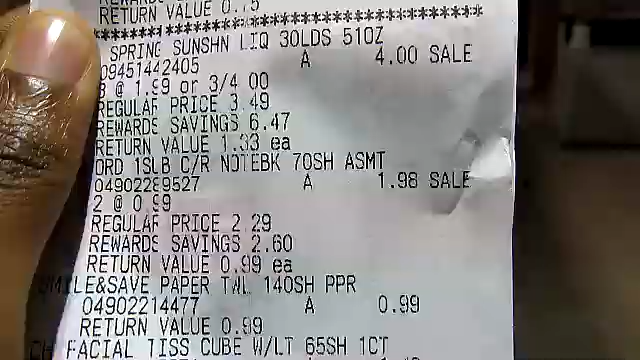 RETURN VALUE 0.75
*****************************************
SPRING SUNSHN LIQ 30LDS 51OZ
09451442405 A 4.00 SALE
3 @ 1.99 or 3/4.00
REGULAR PRICE 3.49
REWARDS SAVINGS 6.47
RETURN VALUE 1.33 ea
ORD 1SLB C/R NOTEBK 70SH ASMT
04902289527 A 1.98 SALE
2 @ 0.99
REGULAR PRICE 2.29
REWARDS SAVINGS 2.60
RETURN VALUE 0.99 ea
SMILE&SAVE PAPER TWL 140SH PPR
04902214477 A 0.99
RETURN VALUE 0.99
CH FACIAL TISS CUBE W/LT 65SH 1CT